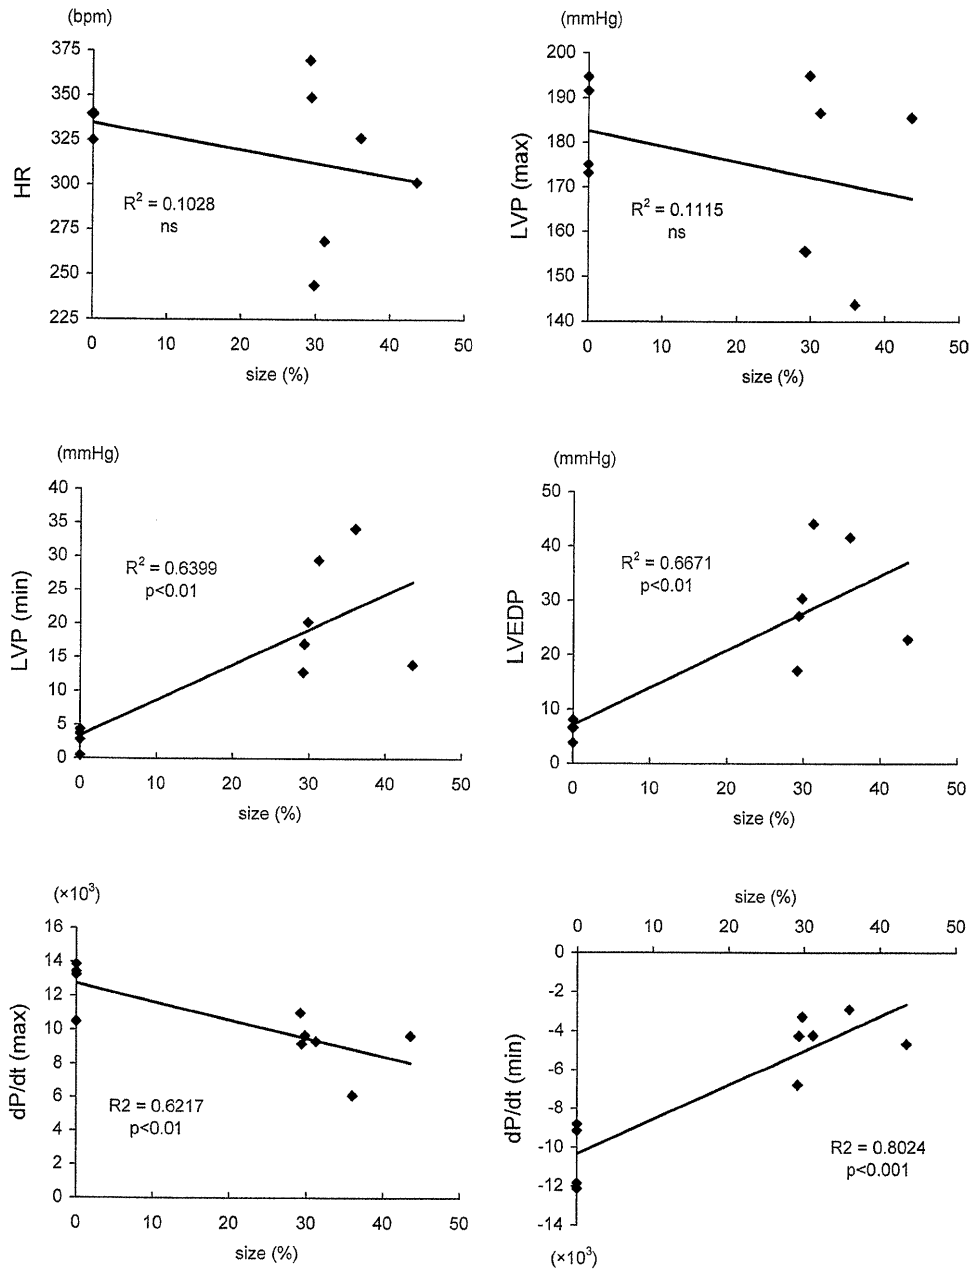 (bpm)
375
350
325
300
275
250
225
HR
R² = 0.1028
ns
0 10 20 30 40 50
size (%)
(mmHg)
200
190
180
170
160
150
140
LVP (max)
R² = 0.1115
ns
0 10 20 30 40 50
size (%)
(mmHg)
40
35
30
25
20
15
10
5
0
LVP (min)
R² = 0.6399
p<0.01
0 10 20 30 40 50
size (%)
(mmHg)
50
40
30
20
10
0
LVEDP
R² = 0.6671
p<0.01
0 10 20 30 40 50
size (%)
(×10³)
16
14
12
10
8
6
4
2
0
dP/dt (max)
R2 = 0.6217
p<0.01
0 10 20 30 40 50
size (%)
size (%)
0 10 20 30 40 50
0
-2
-4
-6
-8
-10
-12
-14
dP/dt (min)
R2 = 0.8024
p<0.001
(×10³)